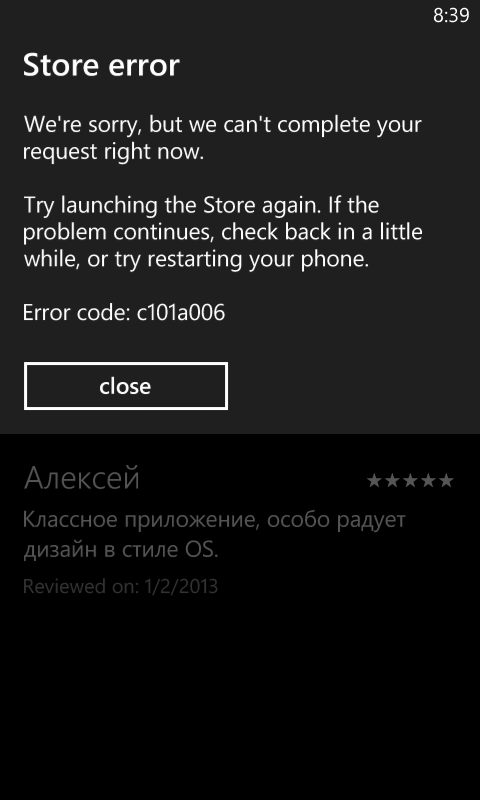 8:39
Store error
We're sorry, but we can't complete your
request right now.
Try launching the Store again. If the
problem continues, check back in a little
while, or try restarting your phone.
Error code: c101a006
close
Алексей ★★★★★
Классное приложение, особо радует
дизайн в стиле OS.
Reviewed on: 1/2/2013